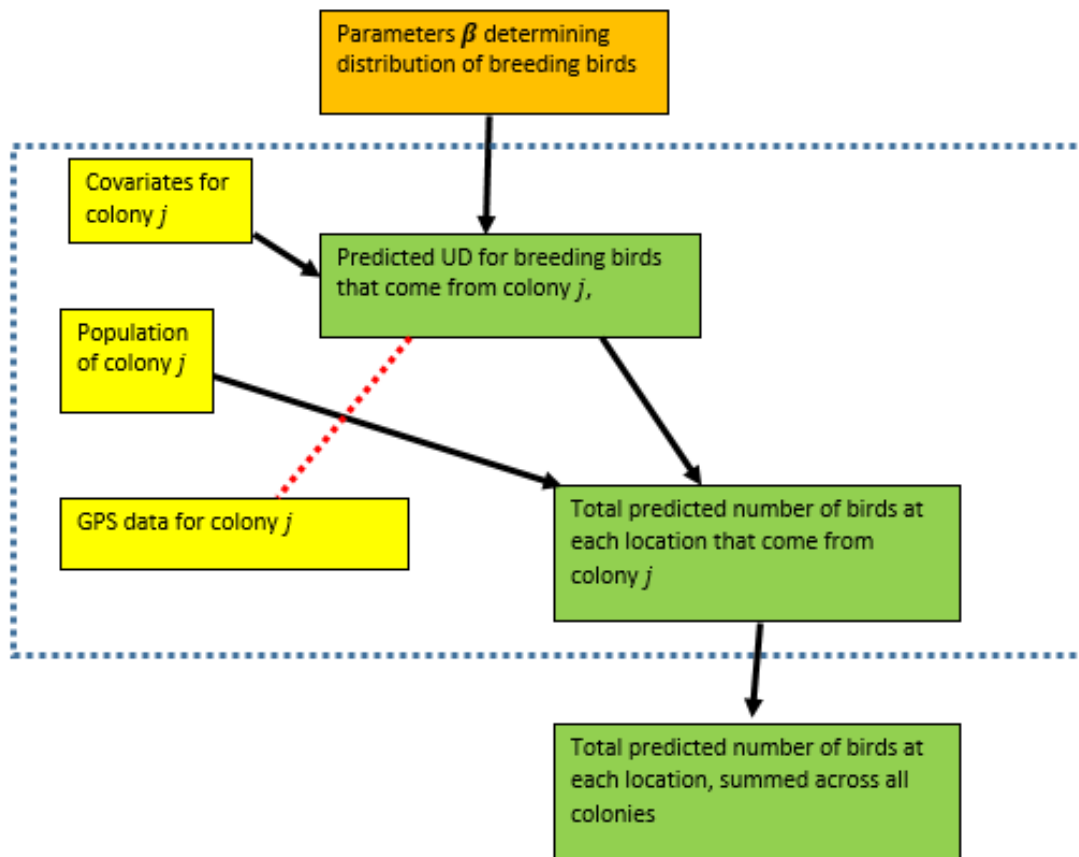 Parameters β determining
distribution of breeding birds
Covariates for
colony j
Predicted UD for breeding birds
that come from colony j,
Population
of colony j
GPS data for colony j
Total predicted number of birds at
each location that come from
colony j
Total predicted number of birds at
each location, summed across all
colonies